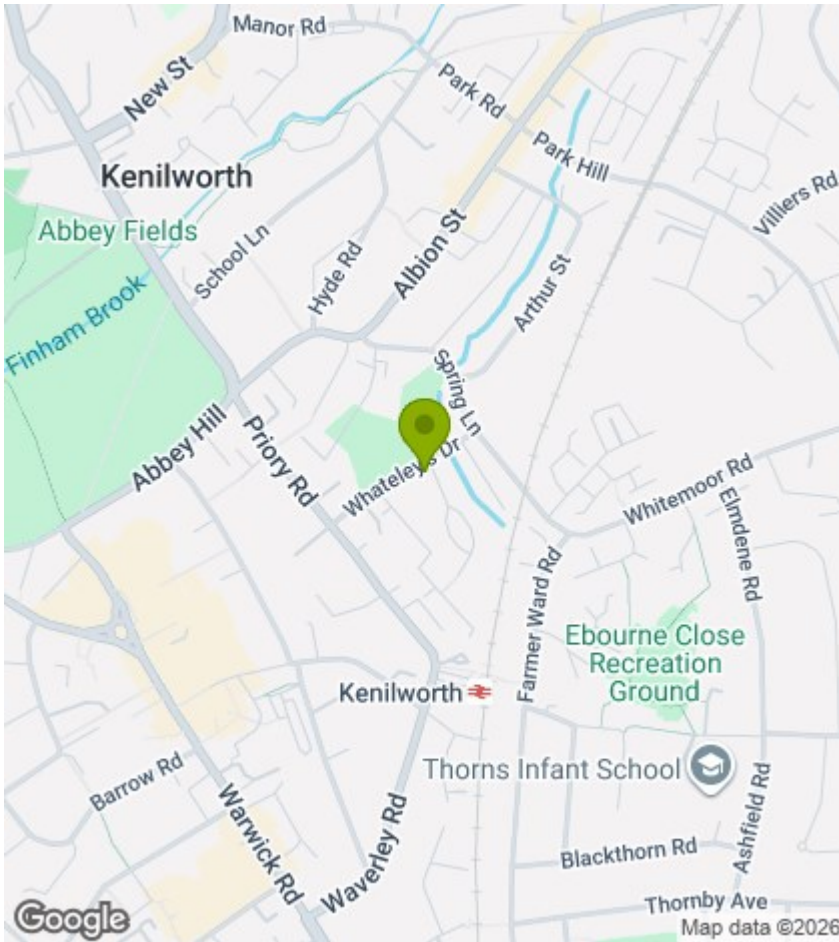 Manor Rd
New St
Park Rd
Park Hill
Kenilworth
Villiers Rd
Abbey Fields
School Ln
Hyde Rd
Albion St
Arthur St
Finham Brook
Spring Ln
Abbey Hill
Priory Rd
Whateley's Dr
Whitemoor Rd
Elmdene Rd
Farmer Ward Rd
Ebourne Close
Recreation
Ground
Kenilworth
Thorns Infant School
Barrow Rd
Warwick Rd
Waverley Rd
Ashfield Rd
Blackthorn Rd
Thornby Ave
Google
Map data ©2026